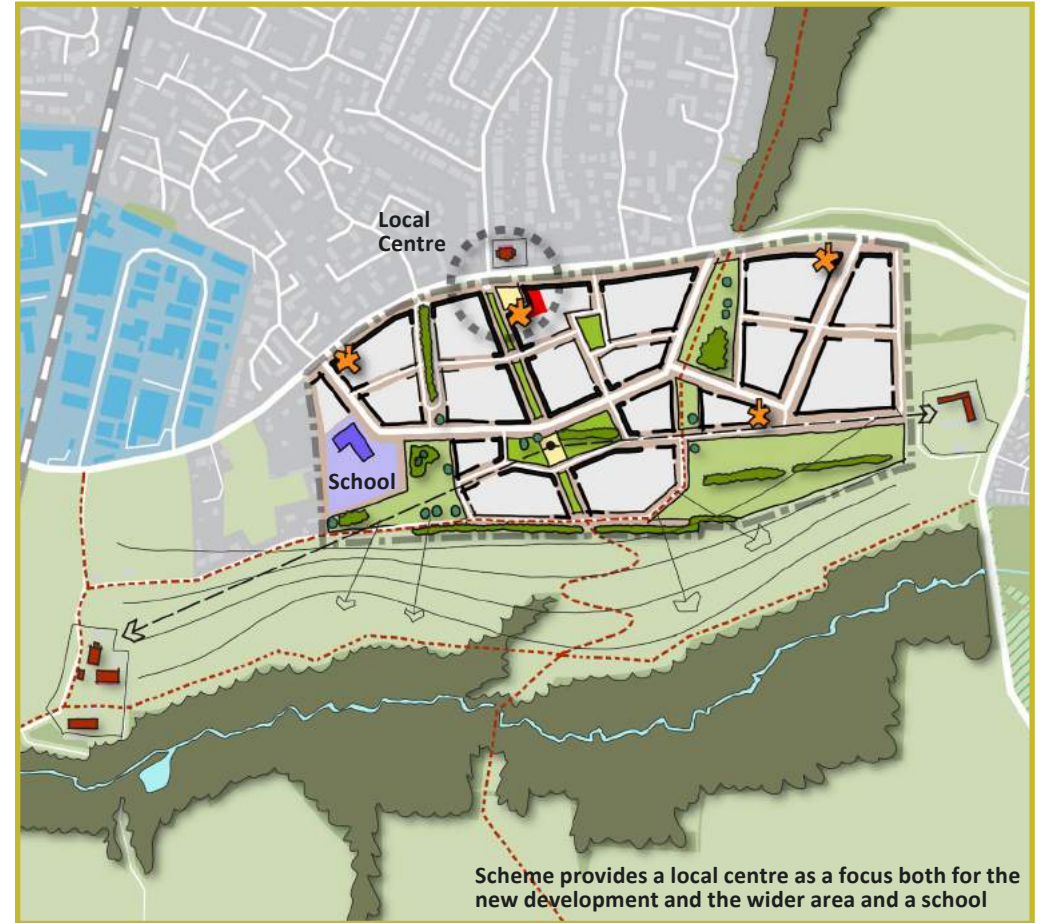 Local
Centre
School
Scheme provides a local centre as a focus both for the
new development and the wider area and a school